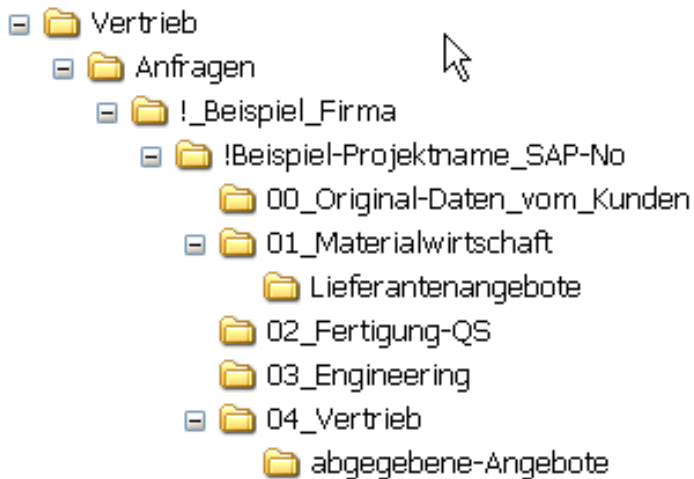 Vertrieb
Anfragen
!_Beispiel_Firma
!Beispiel-Projektname_SAP-No
00_Original-Daten_vom_Kunden
01_Materialwirtschaft
Lieferantenangebote
02_Fertigung-QS
03_Engineering
04_Vertrieb
abgegebene-Angebote